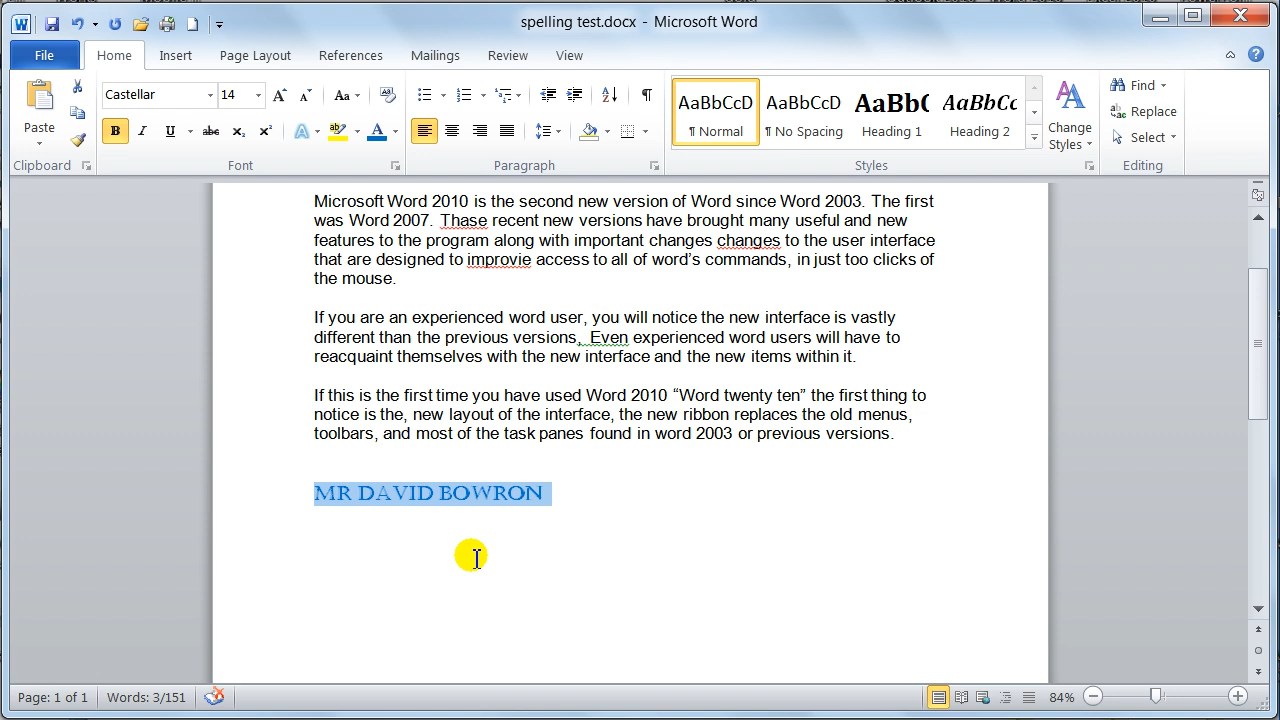 spelling test.docx - Microsoft Word
File Home Insert Page Layout References Mailings Review View
Castellar 14
Paste
Clipboard Font Paragraph
AaBbCcD AaBbCcD AaBbC AaBbCc
¶ Normal ¶ No Spacing Heading 1 Heading 2
Change Styles
Styles
Find
Replace
Select
Editing
Microsoft Word 2010 is the second new version of Word since Word 2003. The first
was Word 2007. Thase recent new versions have brought many useful and new
features to the program along with important changes changes to the user interface
that are designed to improvie access to all of word’s commands, in just too clicks of
the mouse.
If you are an experienced word user, you will notice the new interface is vastly
different than the previous versions,. Even experienced word users will have to
reacquaint themselves with the new interface and the new items within it.
If this is the first time you have used Word 2010 “Word twenty ten” the first thing to
notice is the, new layout of the interface, the new ribbon replaces the old menus,
toolbars, and most of the task panes found in word 2003 or previous versions.
MR DAVID BOWRON
Page: 1 of 1 Words: 3/151 84%